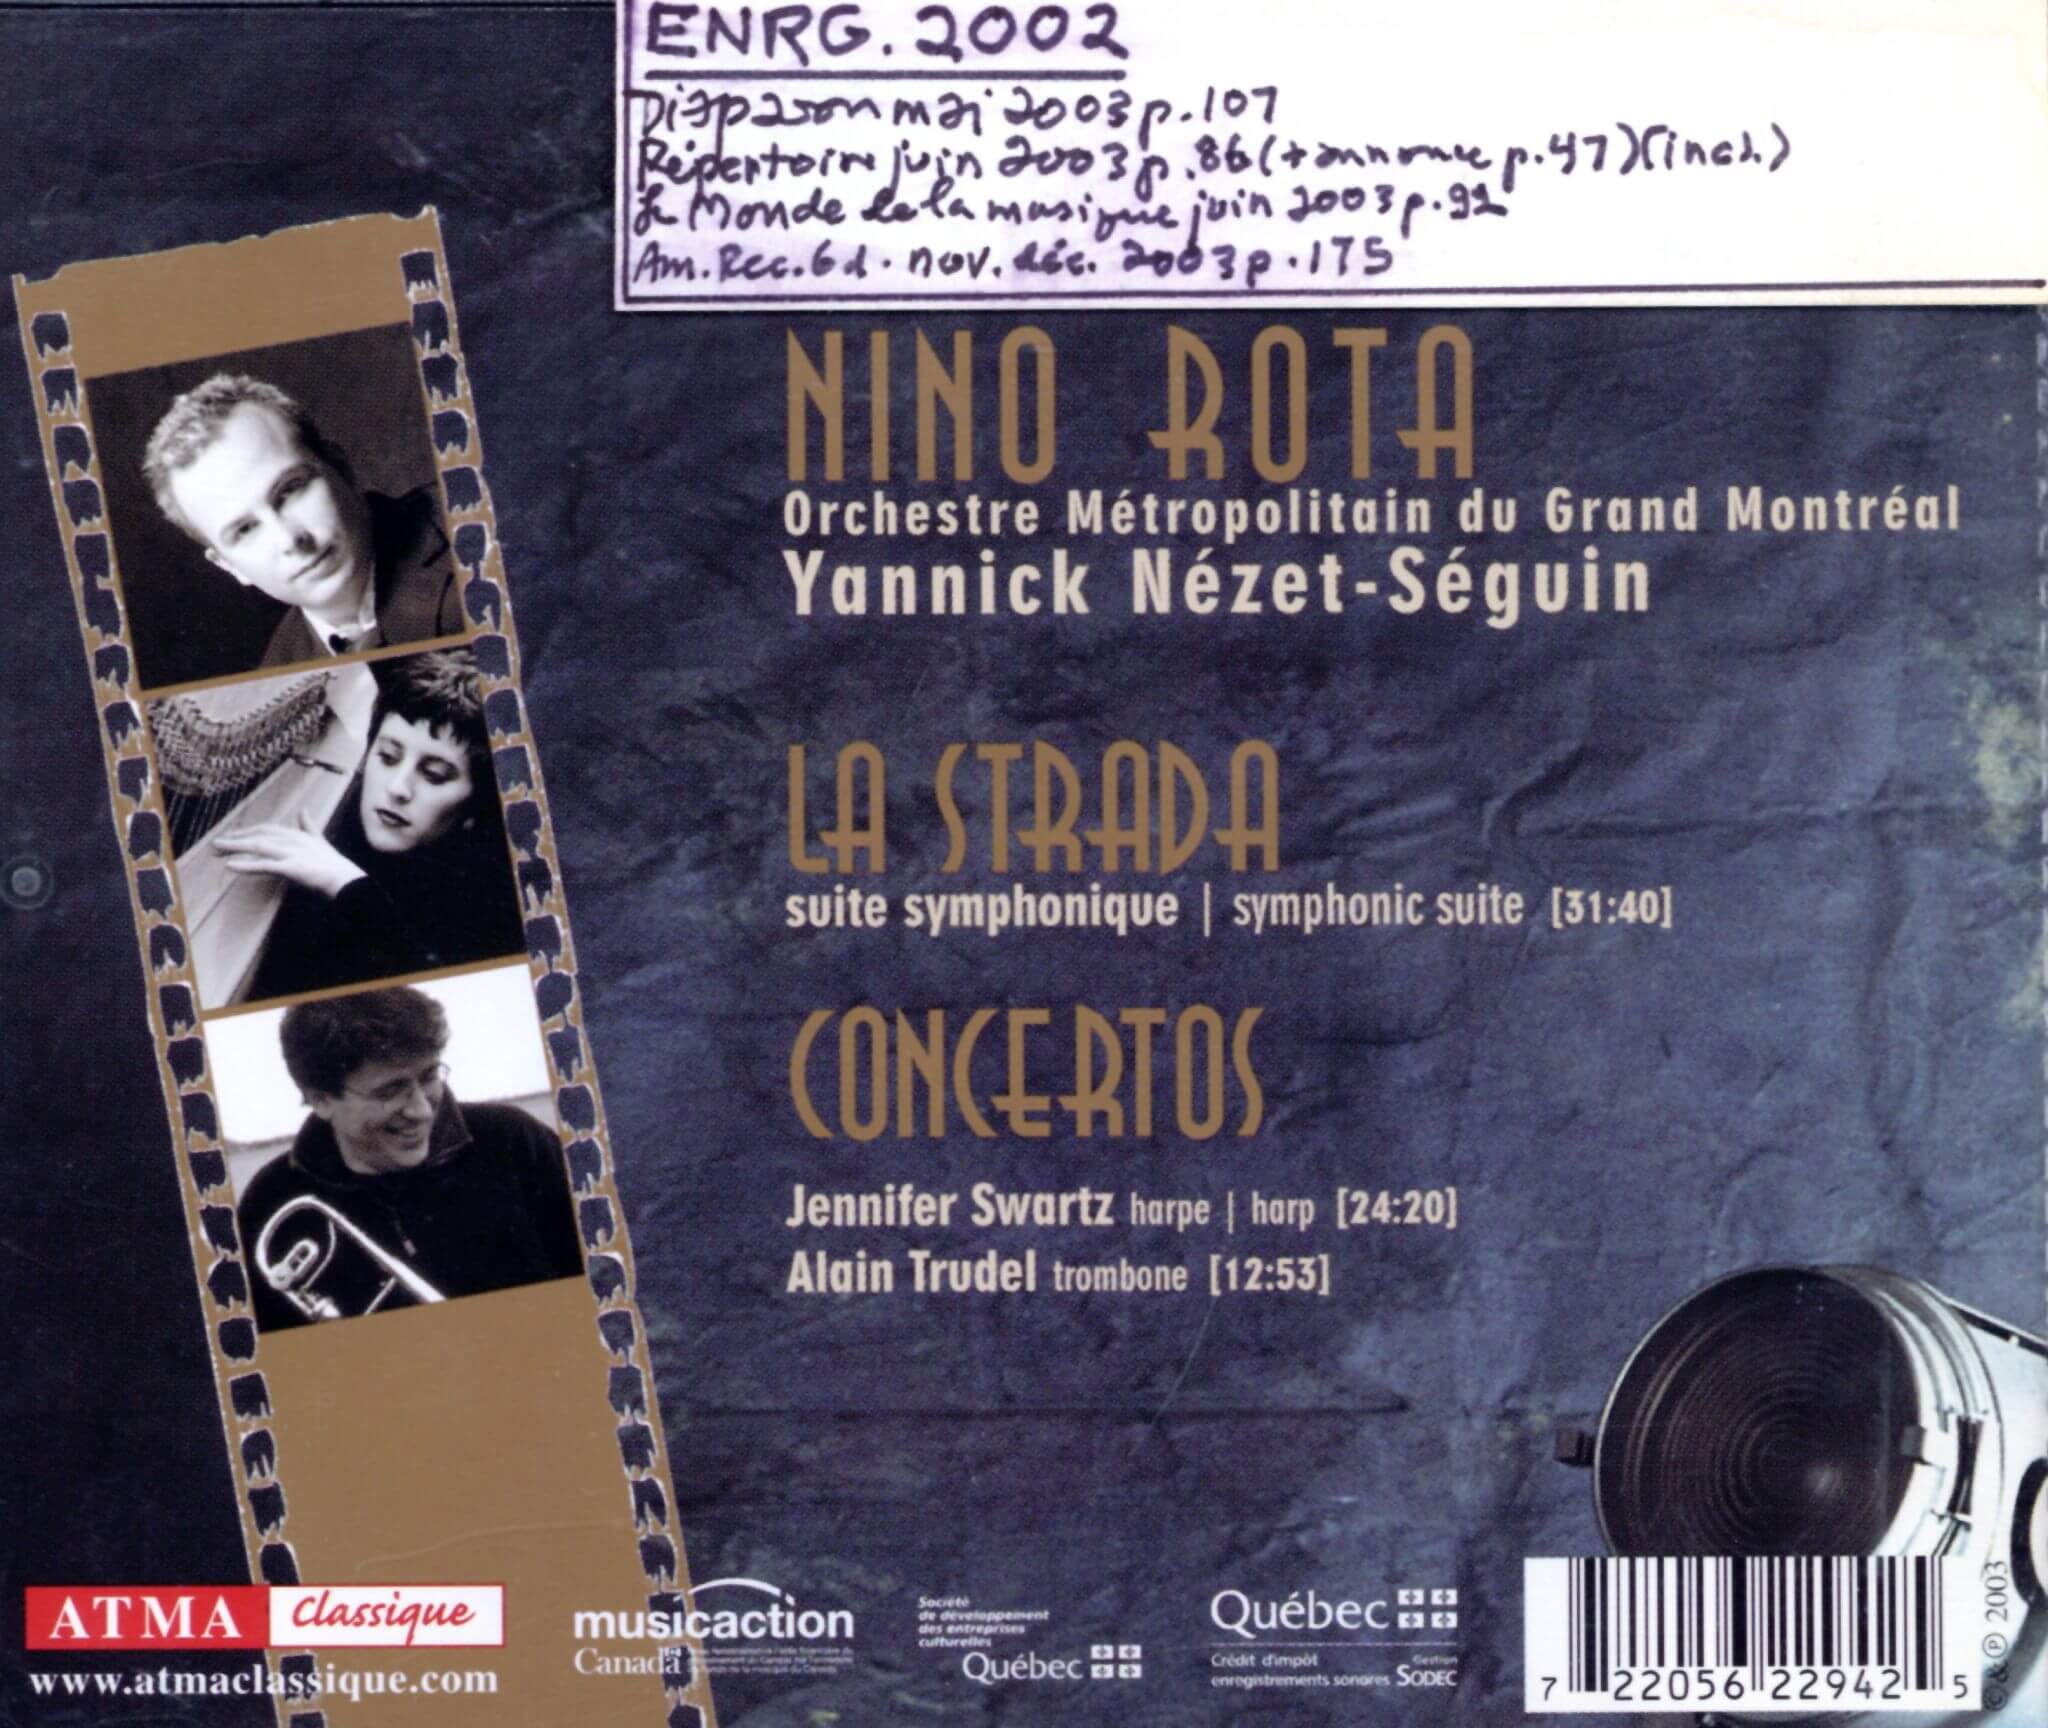 ENRG. 2002
Diapason mai 2003 p.107
Répertoire juin 2003 p.86 (+ annonce p.47) (incl.)
Le Monde de la musique juin 2003 p.92
Am. Rec. Gd. nov. déc. 2003 p.175
NINO ROTA
Orchestre Métropolitain du Grand Montréal
Yannick Nézet-Séguin
LA STRADA
suite symphonique | symphonic suite [31:40]
CONCERTOS
Jennifer Swartz harpe | harp [24:20]
Alain Trudel trombone [12:53]
ATMA Classique
www.atmaclassique.com
musicaction
Canada
Société
de développement
des entreprises
culturelles
Québec
Québec
Crédit d'impôt
enregistrements sonores
Gestion
SODEC
7 22056 22942 5
© & ℗ 2003